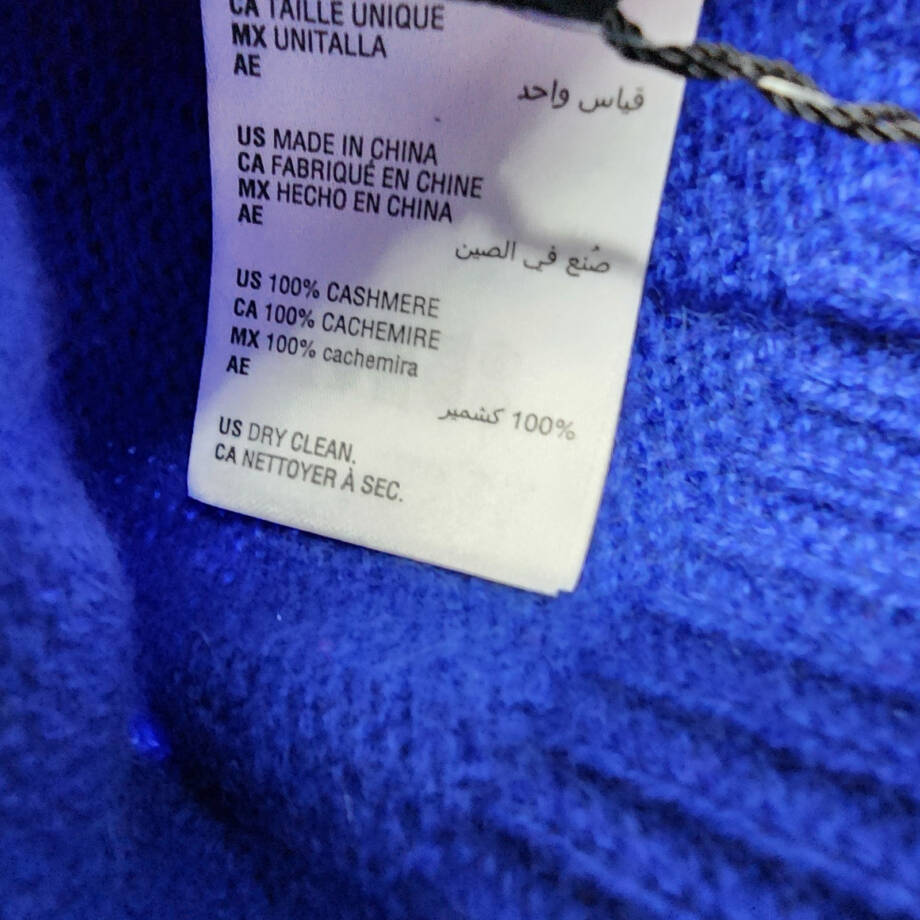 CA TAILLE UNIQUE
MX UNITALLA
AE
قياس واحد
US MADE IN CHINA
CA FABRIQUÉ EN CHINE
MX HECHO EN CHINA
AE
صُنع في الصين
US 100% CASHMERE
CA 100% CACHEMIRE
MX 100% cachemira
AE
100% كشمير
US DRY CLEAN.
CA NETTOYER À SEC.